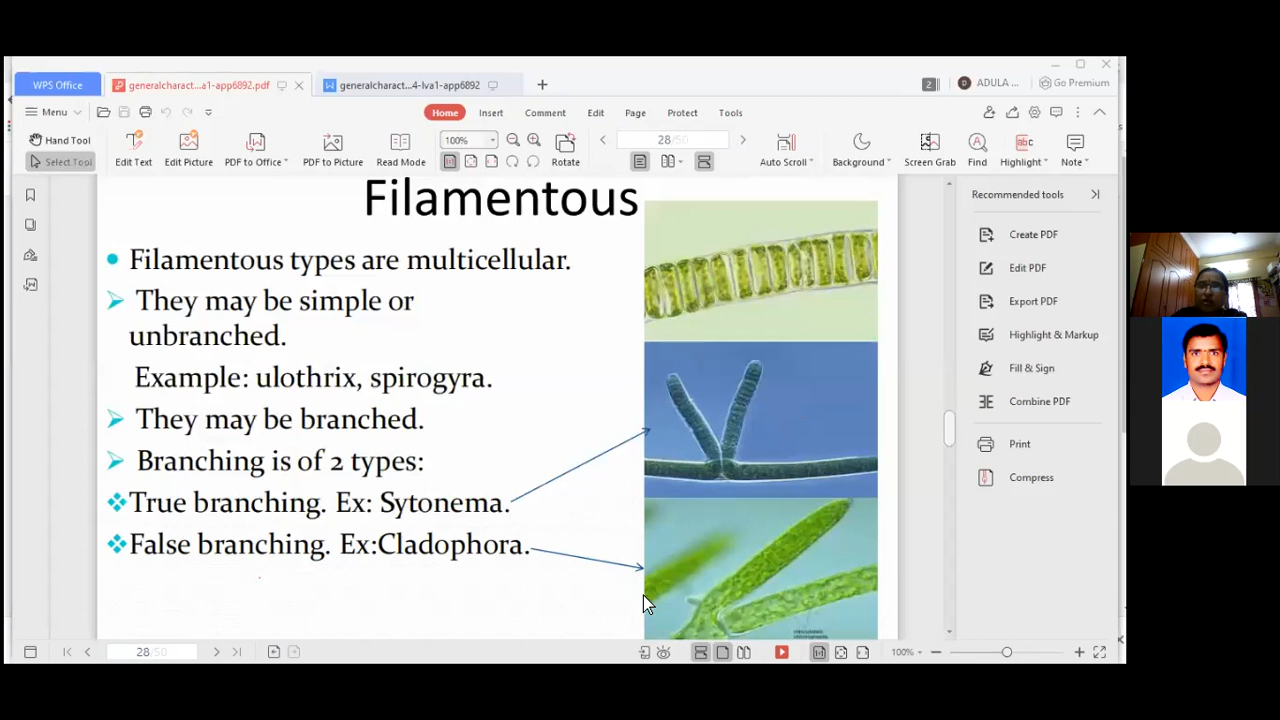 WPS Office
generalcharact...a1-app6892.pdf
generalcharact...4-lva1-app6892
2
ADULA ...
Go Premium
Menu
Home
Insert
Comment
Edit
Page
Protect
Tools
Hand Tool
Select Tool
Edit Text
Edit Picture
PDF to Office
PDF to Picture
Read Mode
100%
Rotate
28/50
Auto Scroll
Background
Screen Grab
Find
Highlight
Note
Recommended tools
Create PDF
Edit PDF
Export PDF
Highlight & Markup
Fill & Sign
Combine PDF
Print
Compress
Filamentous
Filamentous types are multicellular.
They may be simple or
unbranched.
Example: ulothrix, spirogyra.
They may be branched.
Branching is of 2 types:
True branching. Ex: Sytonema.
False branching. Ex:Cladophora.
28/50
100%